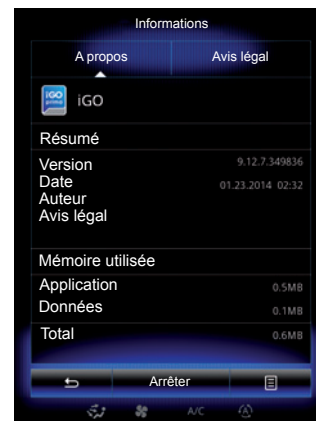 Informations
A propos Avis légal
iGO primo iGO
Résumé
Version 9.12.7.349836
Date 01.23.2014 02:32
Auteur
Avis légal
Mémoire utilisée
Application 0.5MB
Données 0.1MB
Total 0.6MB
Arrêter
A/C